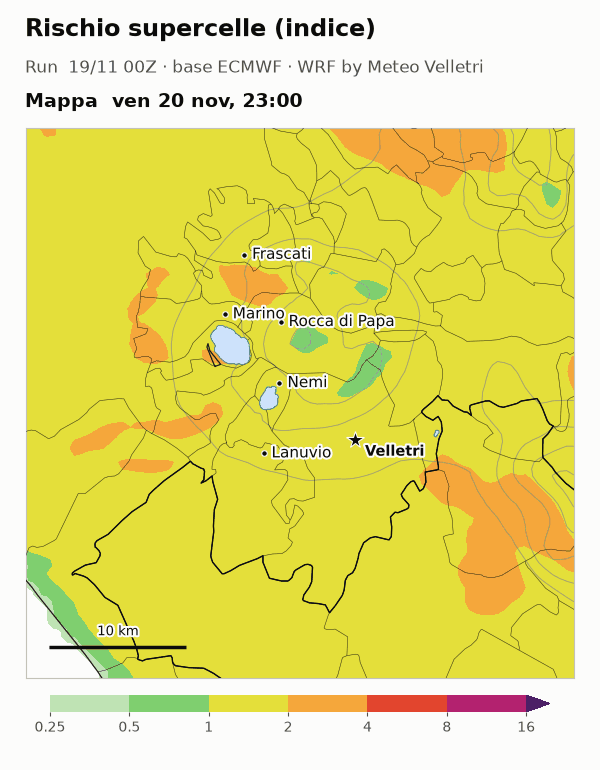 Rischio supercelle (indice)
Run  19/11 00Z · base ECMWF · WRF by Meteo Velletri
Mappa  ven 20 nov, 23:00
Frascati
Marino
Rocca di Papa
Nemi
Velletri
Lanuvio
10 km
0.25 0.5 1 2 4 8 16